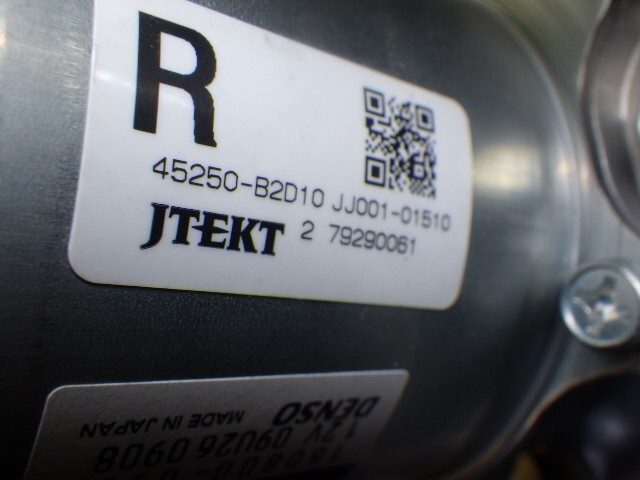 R
45250-B2D10 JJ001-01510
JTEKT 2 79290061
DENSO MADE IN JAPAN
12V 09U26 0908